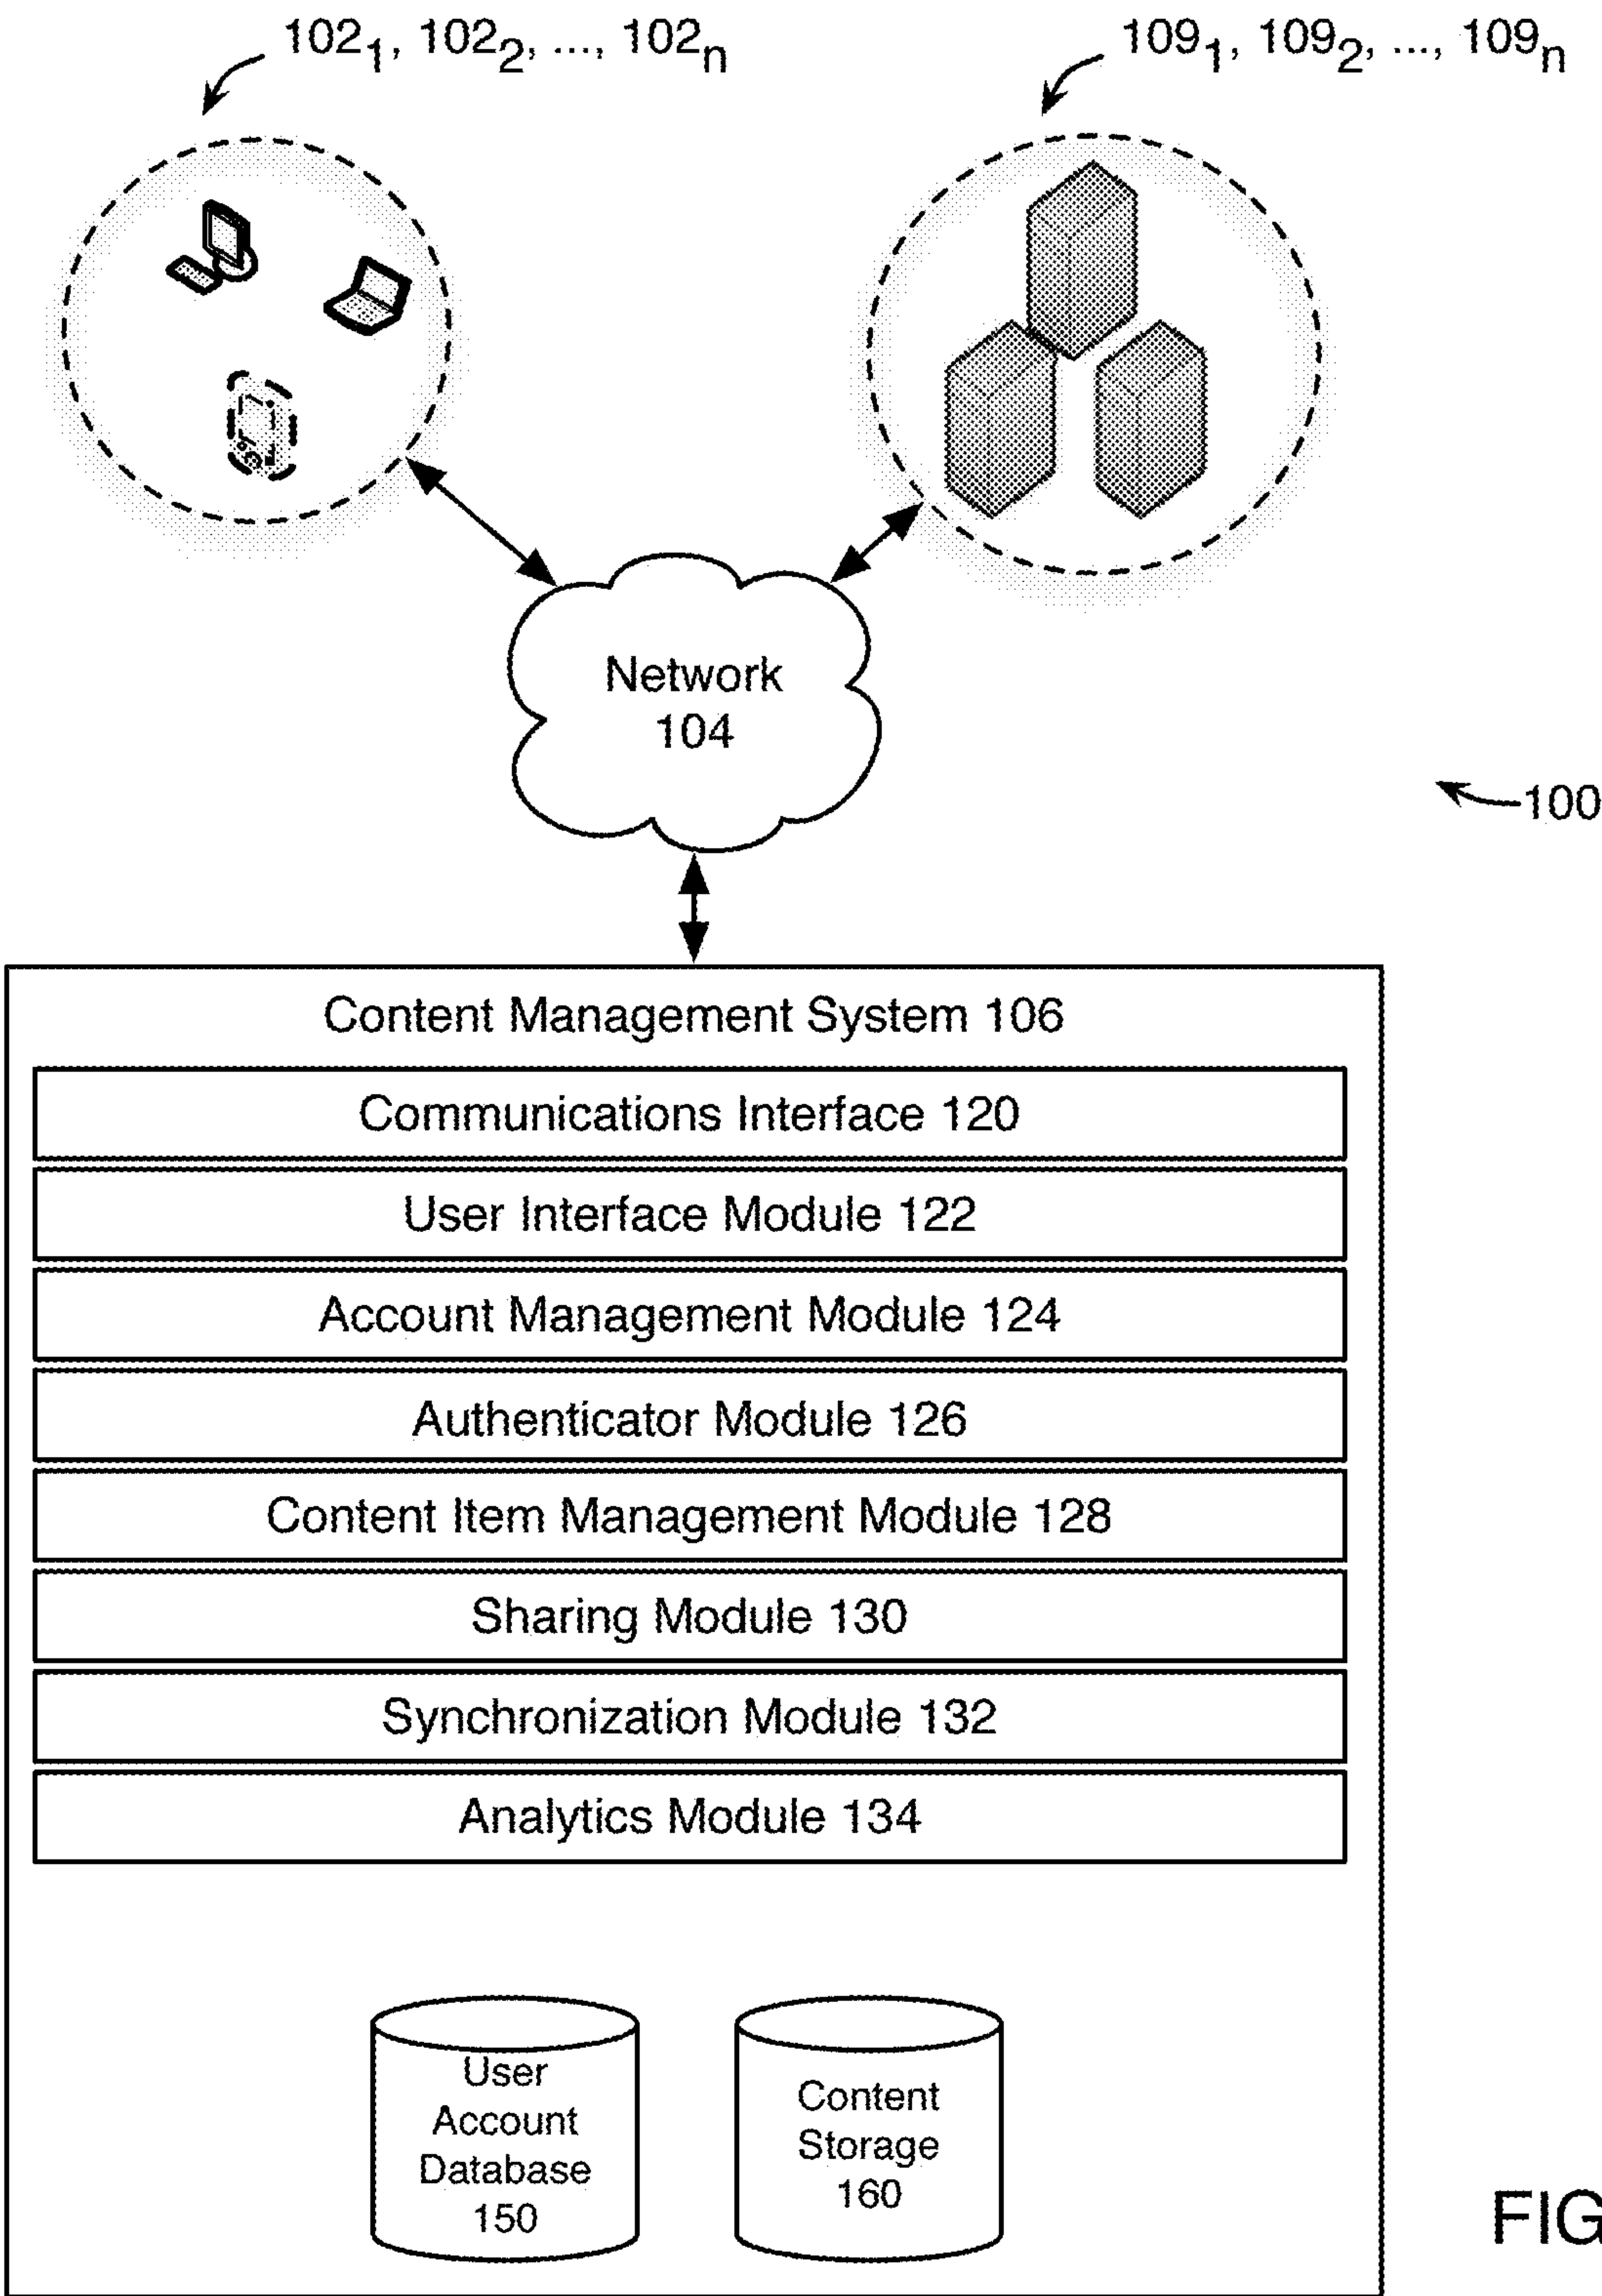 102₁, 102₂, ..., 102ₙ
109₁, 109₂, ..., 109ₙ
Network
104
100
Content Management System 106
Communications Interface 120
User Interface Module 122
Account Management Module 124
Authenticator Module 126
Content Item Management Module 128
Sharing Module 130
Synchronization Module 132
Analytics Module 134
User
Account
Database
150
Content
Storage
160
FIG